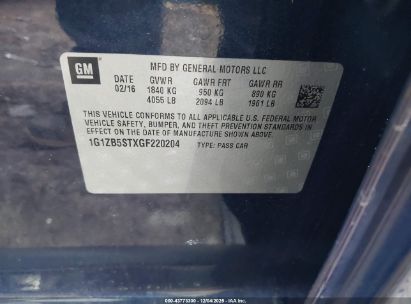 GM
MFD BY GENERAL MOTORS LLC
DATE GVWR GAWR FRT GAWR RR
02/16 1840 KG 950 KG 890 KG
4055 LB 2094 LB 1961 LB
THIS VEHICLE CONFORMS TO ALL APPLICABLE U.S. FEDERAL MOTOR
VEHICLE SAFETY, BUMPER, AND THEFT PREVENTION STANDARDS IN
EFFECT ON THE DATE OF MANUFACTURE SHOWN ABOVE.
1G1ZB5STXGF220204 TYPE: PASS CAR